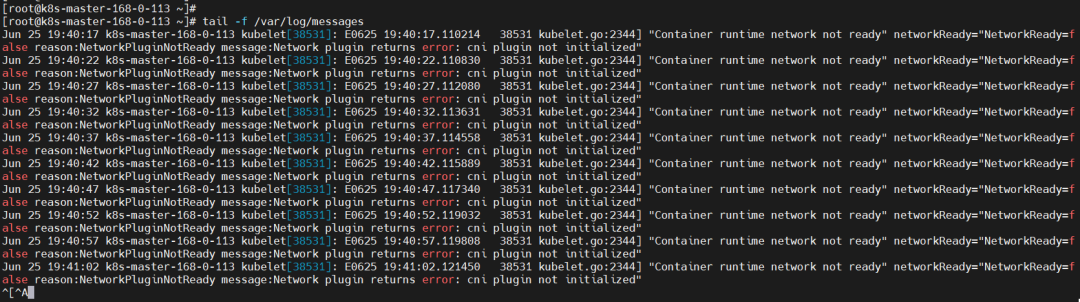 [root@k8s-master-168-0-113 ~]#
[root@k8s-master-168-0-113 ~]# tail -f /var/log/messages
Jun 25 19:40:17 k8s-master-168-0-113 kubelet[38531]: E0625 19:40:17.110214   38531 kubelet.go:2344] "Container runtime network not ready" networkReady="NetworkReady=f
alse reason:NetworkPluginNotReady message:Network plugin returns error: cni plugin not initialized"
Jun 25 19:40:22 k8s-master-168-0-113 kubelet[38531]: E0625 19:40:22.110830   38531 kubelet.go:2344] "Container runtime network not ready" networkReady="NetworkReady=f
alse reason:NetworkPluginNotReady message:Network plugin returns error: cni plugin not initialized"
Jun 25 19:40:27 k8s-master-168-0-113 kubelet[38531]: E0625 19:40:27.112080   38531 kubelet.go:2344] "Container runtime network not ready" networkReady="NetworkReady=f
alse reason:NetworkPluginNotReady message:Network plugin returns error: cni plugin not initialized"
Jun 25 19:40:32 k8s-master-168-0-113 kubelet[38531]: E0625 19:40:32.113631   38531 kubelet.go:2344] "Container runtime network not ready" networkReady="NetworkReady=f
alse reason:NetworkPluginNotReady message:Network plugin returns error: cni plugin not initialized"
Jun 25 19:40:37 k8s-master-168-0-113 kubelet[38531]: E0625 19:40:37.114558   38531 kubelet.go:2344] "Container runtime network not ready" networkReady="NetworkReady=f
alse reason:NetworkPluginNotReady message:Network plugin returns error: cni plugin not initialized"
Jun 25 19:40:42 k8s-master-168-0-113 kubelet[38531]: E0625 19:40:42.115889   38531 kubelet.go:2344] "Container runtime network not ready" networkReady="NetworkReady=f
alse reason:NetworkPluginNotReady message:Network plugin returns error: cni plugin not initialized"
Jun 25 19:40:47 k8s-master-168-0-113 kubelet[38531]: E0625 19:40:47.117340   38531 kubelet.go:2344] "Container runtime network not ready" networkReady="NetworkReady=f
alse reason:NetworkPluginNotReady message:Network plugin returns error: cni plugin not initialized"
Jun 25 19:40:52 k8s-master-168-0-113 kubelet[38531]: E0625 19:40:52.119032   38531 kubelet.go:2344] "Container runtime network not ready" networkReady="NetworkReady=f
alse reason:NetworkPluginNotReady message:Network plugin returns error: cni plugin not initialized"
Jun 25 19:40:57 k8s-master-168-0-113 kubelet[38531]: E0625 19:40:57.119808   38531 kubelet.go:2344] "Container runtime network not ready" networkReady="NetworkReady=f
alse reason:NetworkPluginNotReady message:Network plugin returns error: cni plugin not initialized"
Jun 25 19:41:02 k8s-master-168-0-113 kubelet[38531]: E0625 19:41:02.121450   38531 kubelet.go:2344] "Container runtime network not ready" networkReady="NetworkReady=f
alse reason:NetworkPluginNotReady message:Network plugin returns error: cni plugin not initialized"
^[^A